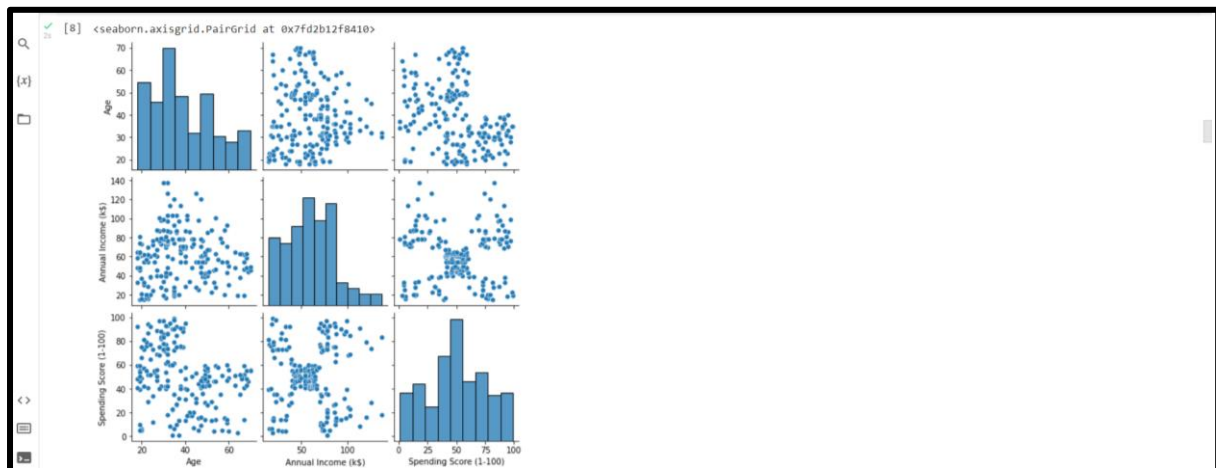 [8] <seaborn.axisgrid.PairGrid at 0x7fd2b12f8410>
2s
{x}
70
60
50
40
30
20
Age
140
120
100
80
60
40
20
Annual Income (k$)
100
80
60
40
20
0
Spending Score (1-100)
20 40 60 50 100 0 25 50 75 100
Age Annual Income (k$) Spending Score (1-100)